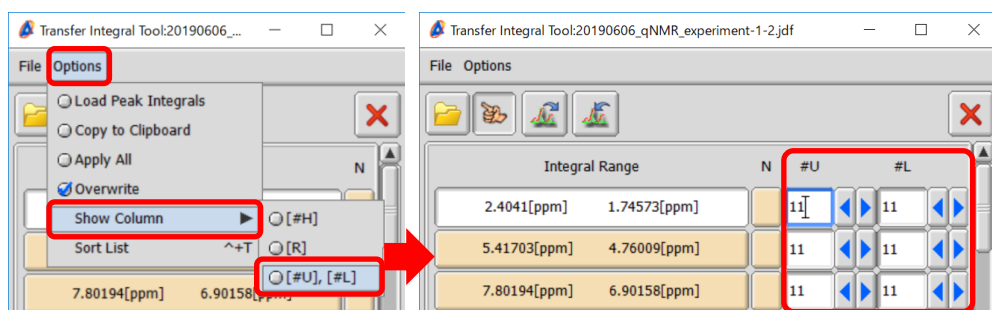 Transfer Integral Tool:20190606_...
File Options
Load Peak Integrals
Copy to Clipboard
Apply All
Overwrite
Show Column
Sort List ^+T
N
[#H]
[R]
[#U], [#L]
7.80194[ppm] 6.90158[ppm]
Transfer Integral Tool:20190606_qNMR_experiment-1-2.jdf
File Options
Integral Range N #U #L
2.4041[ppm] 1.74573[ppm] 11 11
5.41703[ppm] 4.76009[ppm] 11 11
7.80194[ppm] 6.90158[ppm] 11 11